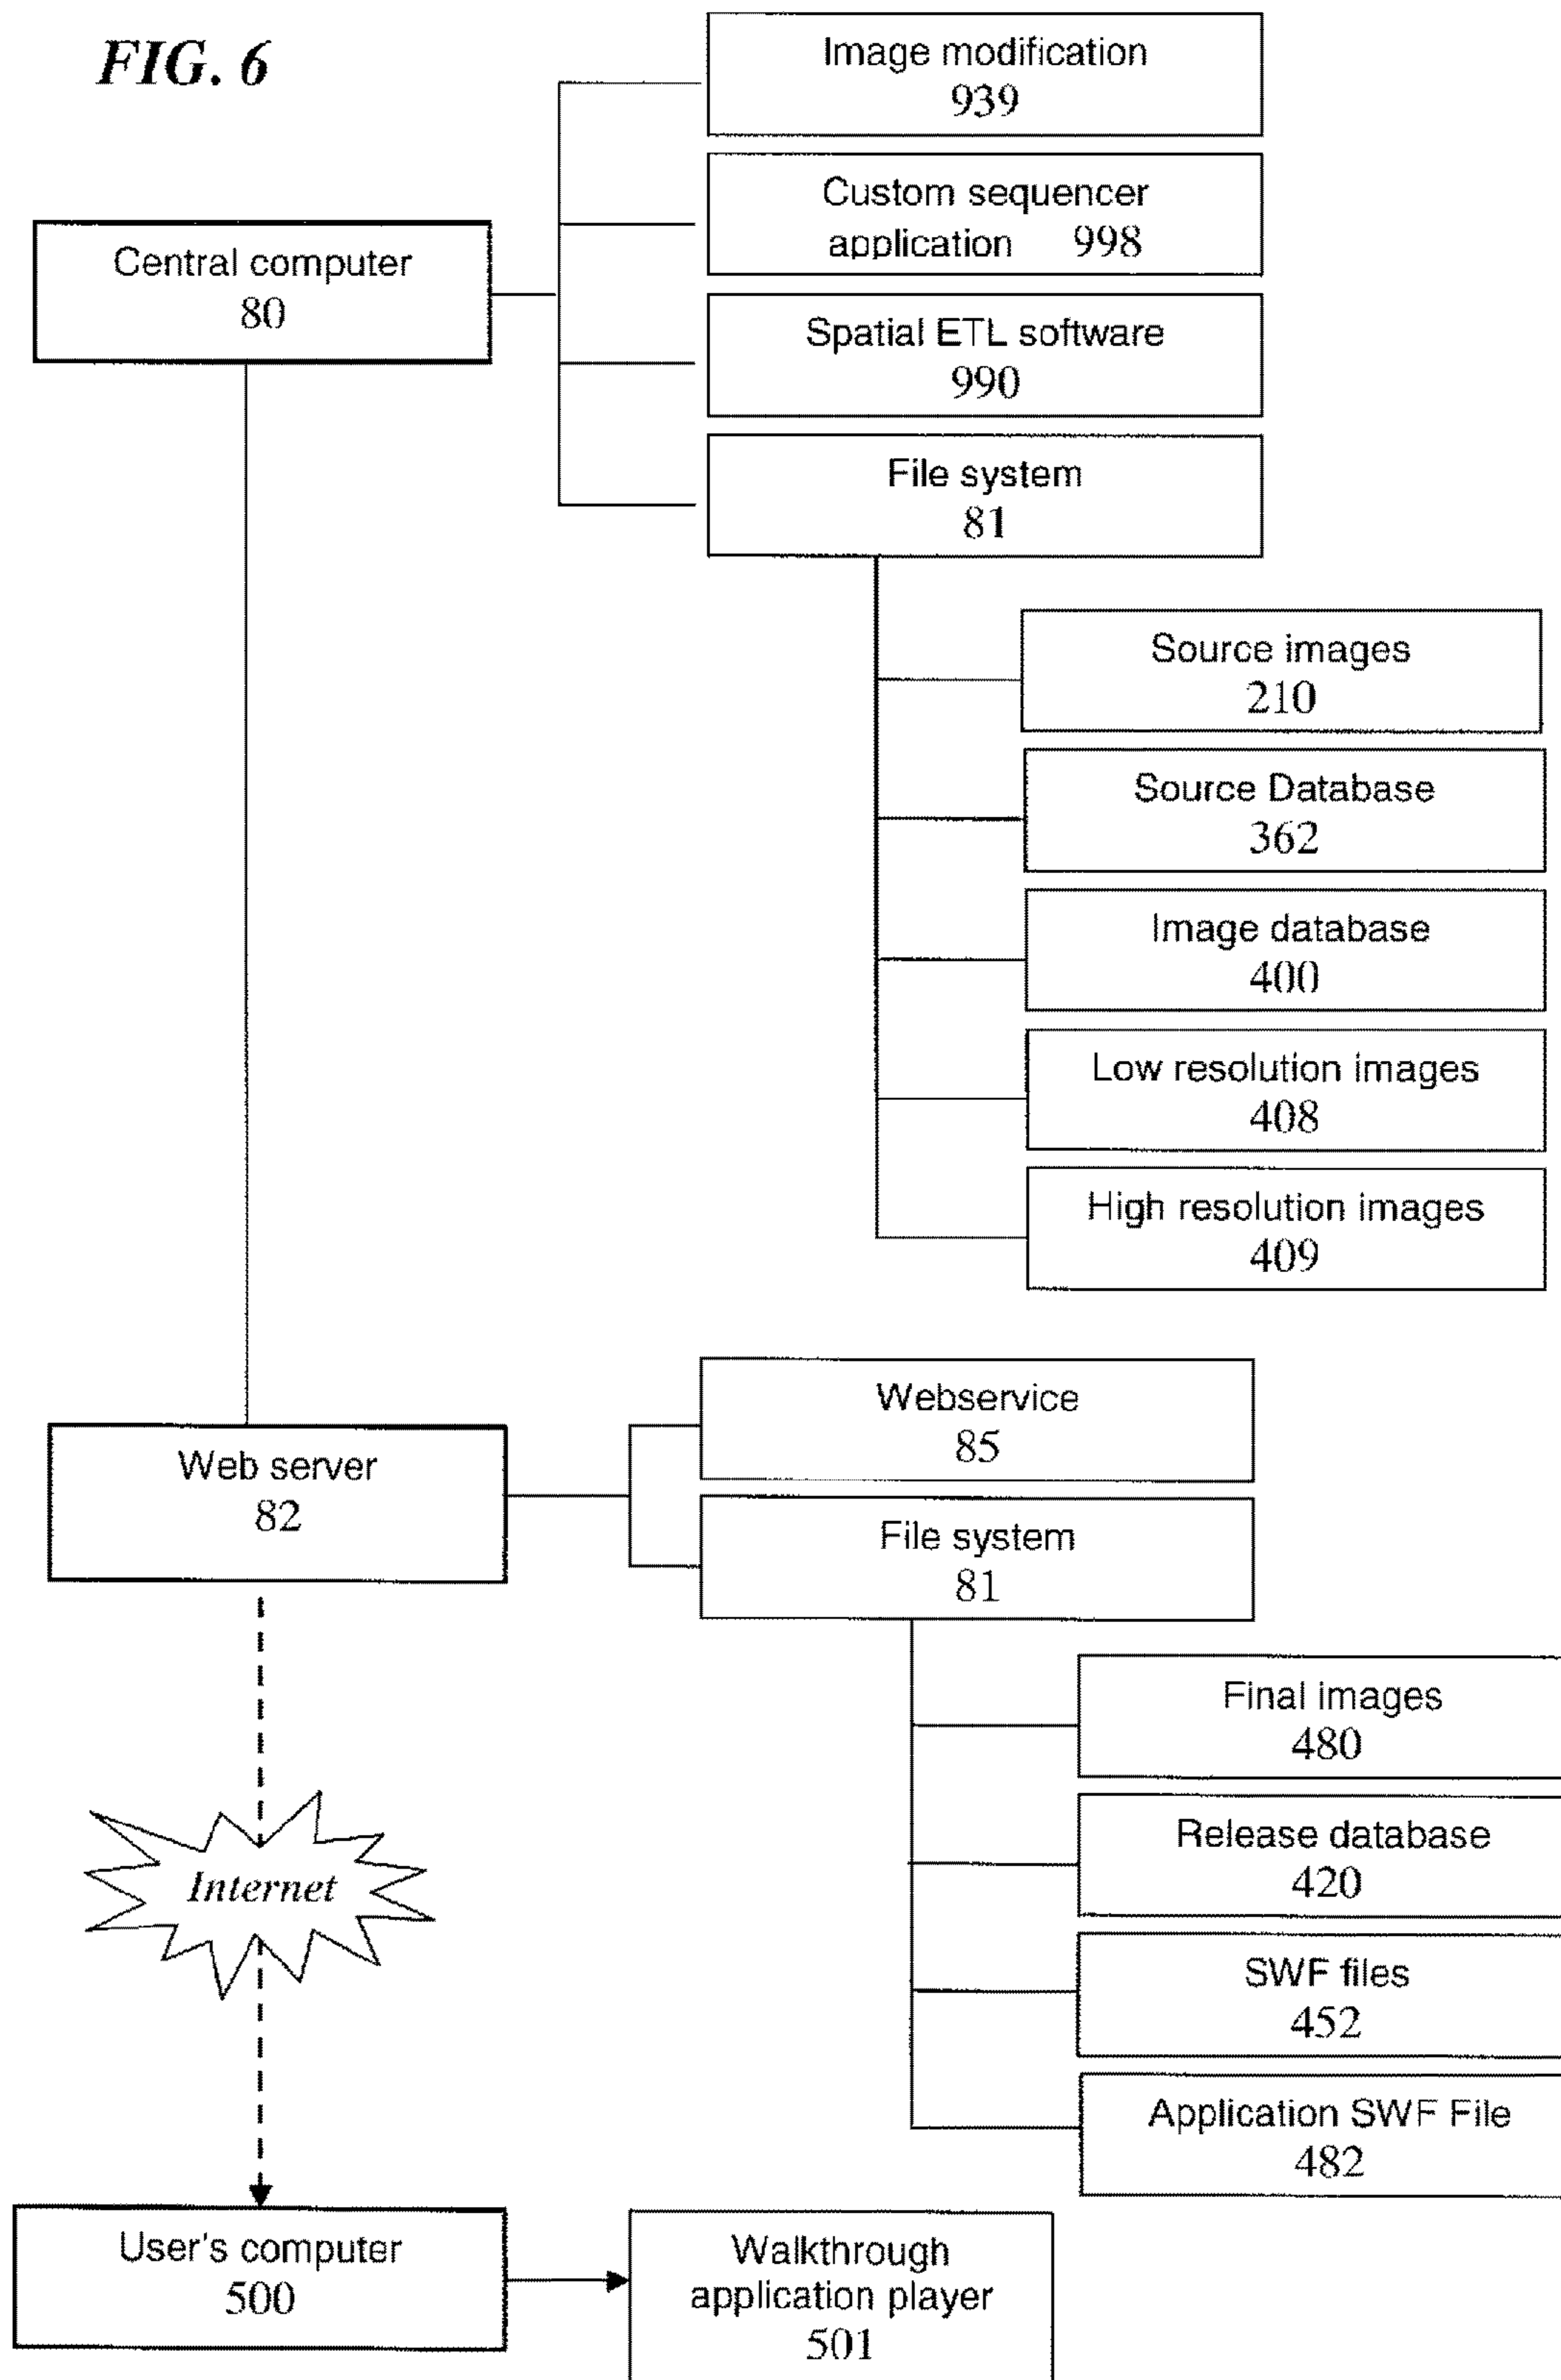 FIG. 6
Image modification
939
Custom sequencer
application 998
Central computer
80
Spatial ETL software
990
File system
81
Source images
210
Source Database
362
Image database
400
Low resolution images
408
High resolution images
409
Webservice
85
Web server
82
File system
81
Final images
480
Release database
420
Internet
SWF files
452
Application SWF File
482
User's computer
500
Walkthrough
application player
501